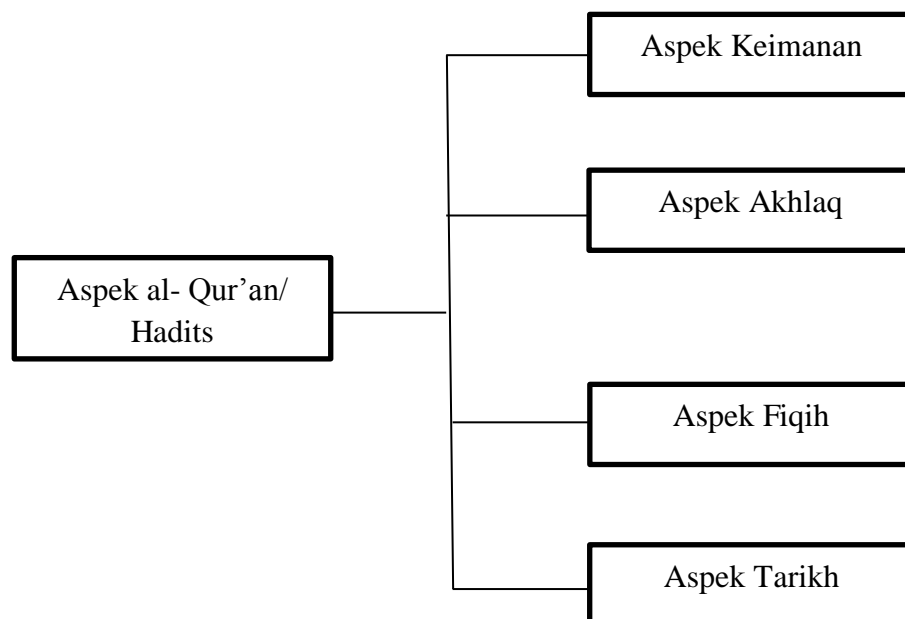 Aspek Keimanan
Aspek Akhlaq
Aspek al- Qur’an/
Hadits
Aspek Fiqih
Aspek Tarikh